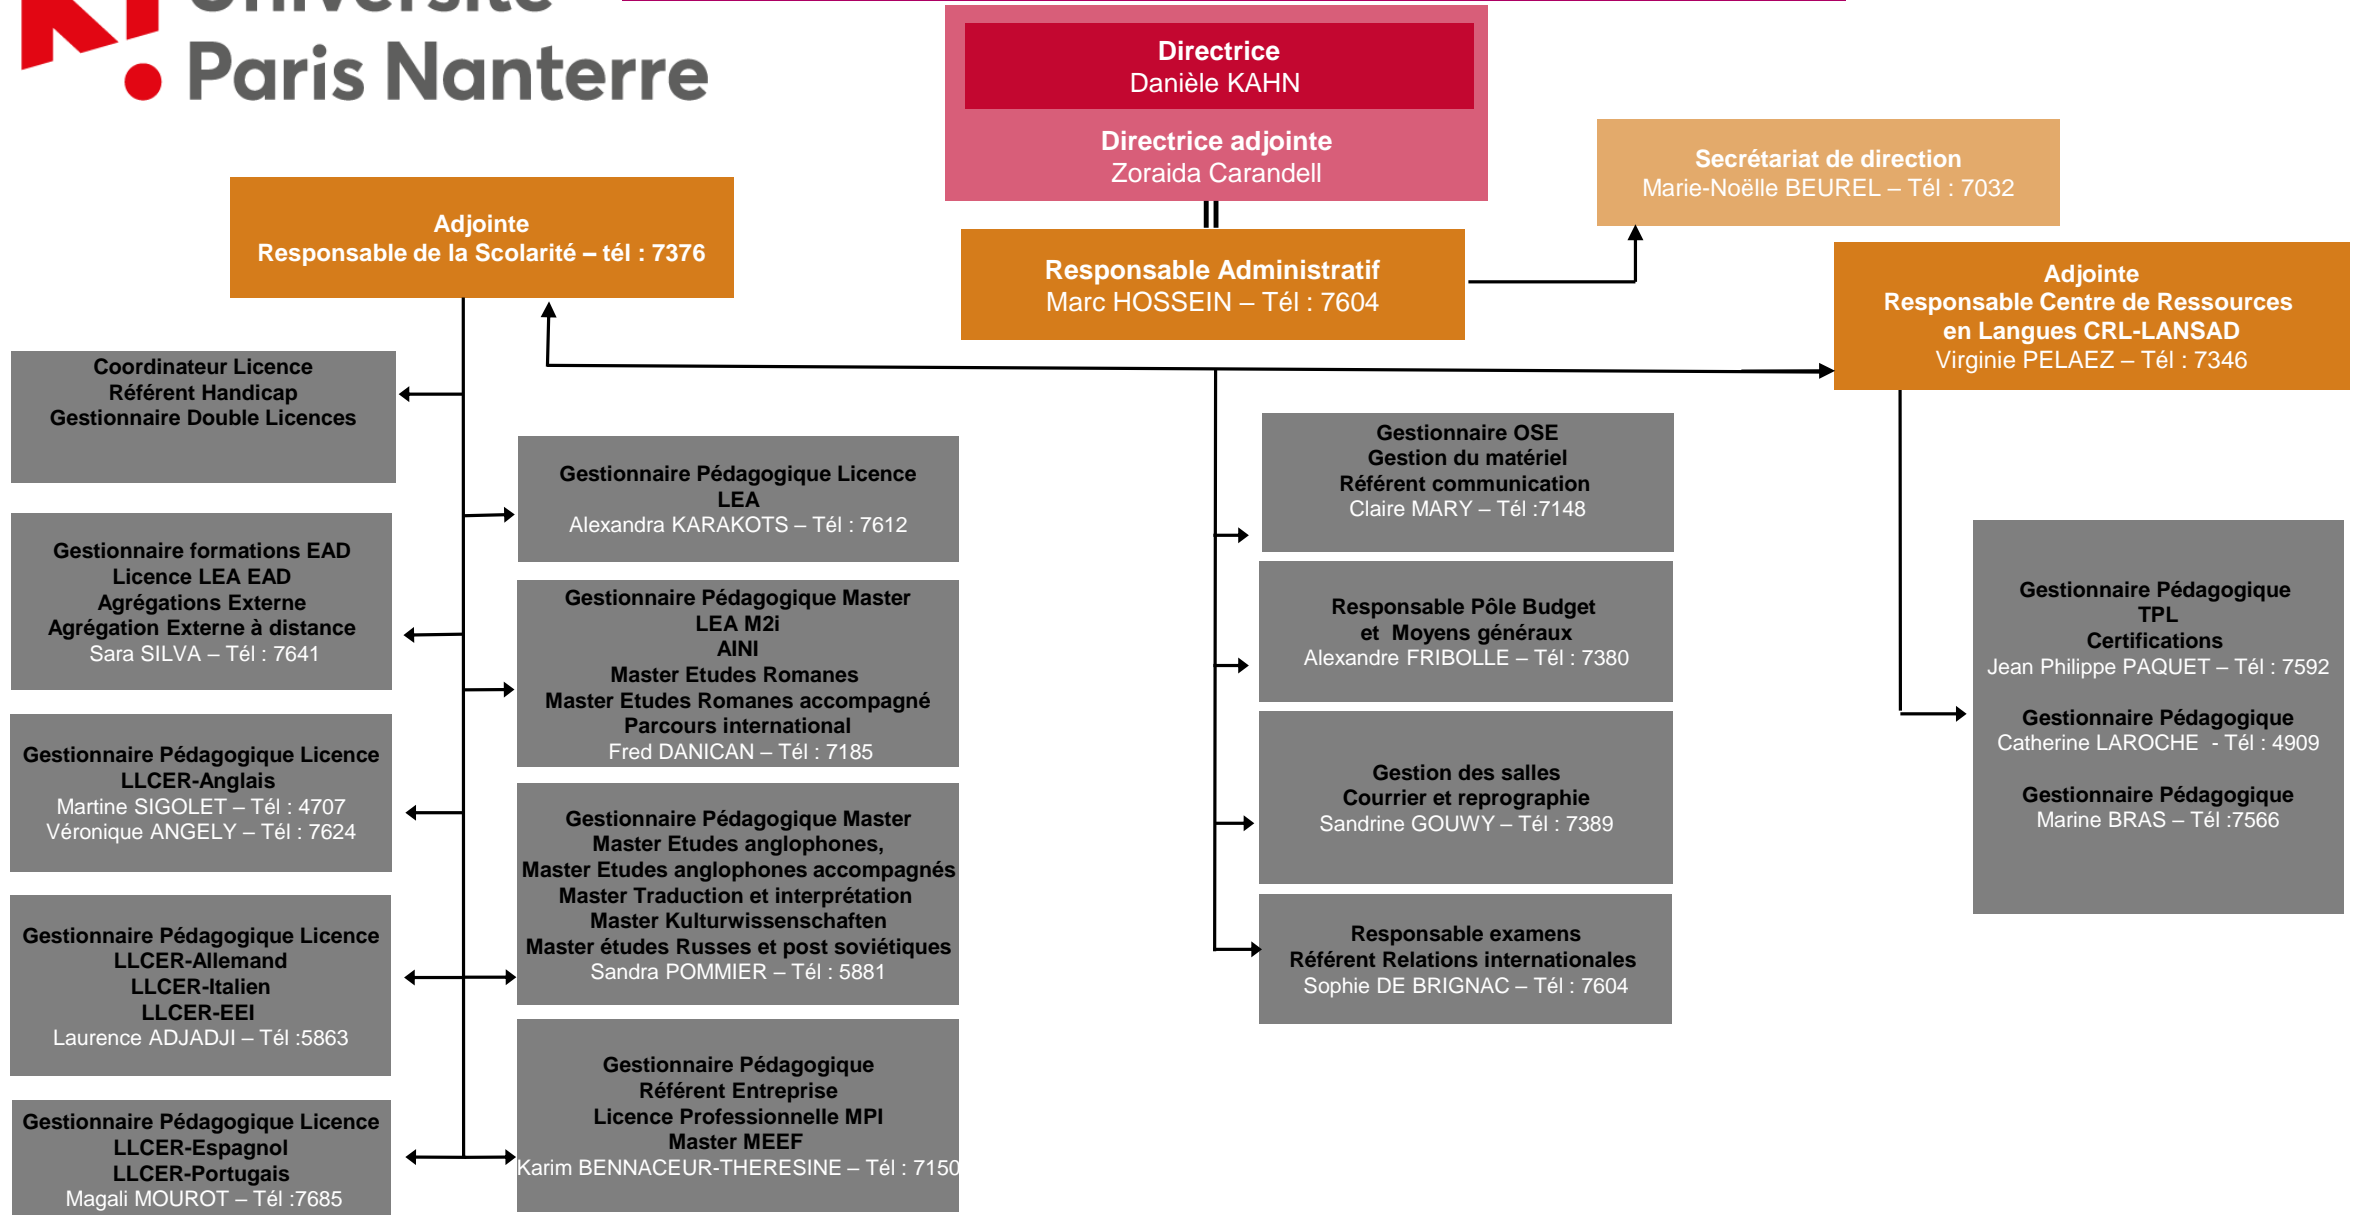 Université
Paris Nanterre
Directrice
Danièle KAHN
Directrice adjointe
Zoraida Carandell
Secrétariat de direction
Marie-Noëlle BEUREL – Tél : 7032
Adjointe
Responsable de la Scolarité – tél : 7376
Responsable Administratif
Marc HOSSEIN – Tél : 7604
Adjointe
Responsable Centre de Ressources
en Langues CRL-LANSAD
Virginie PELAEZ – Tél : 7346
Coordinateur Licence
Référent Handicap
Gestionnaire Double Licences
Gestionnaire formations EAD
Licence LEA EAD
Agrégations Externe
Agrégation Externe à distance
Sara SILVA – Tél : 7641
Gestionnaire Pédagogique Licence
LLCER-Anglais
Martine SIGOLET – Tél : 4707
Véronique ANGELY – Tél : 7624
Gestionnaire Pédagogique Licence
LLCER-Allemand
LLCER-Italien
LLCER-EEI
Laurence ADJADJI – Tél :5863
Gestionnaire Pédagogique Licence
LLCER-Espagnol
LLCER-Portugais
Magali MOUROT – Tél :7685
Gestionnaire Pédagogique Licence
LEA
Alexandra KARAKOTS – Tél : 7612
Gestionnaire Pédagogique Master
LEA M2i
AINI
Master Etudes Romanes
Master Etudes Romanes accompagné
Parcours international
Fred DANICAN – Tél : 7185
Gestionnaire Pédagogique Master
Master Etudes anglophones,
Master Etudes anglophones accompagnés
Master Traduction et interprétation
Master Kulturwissenschaften
Master études Russes et post soviétiques
Sandra POMMIER – Tél : 5881
Gestionnaire Pédagogique
Référent Entreprise
Licence Professionnelle MPI
Master MEEF
Karim BENNACEUR-THERESINE – Tél : 7150
Gestionnaire OSE
Gestion du matériel
Référent communication
Claire MARY – Tél :7148
Responsable Pôle Budget
et Moyens généraux
Alexandre FRIBOLLE – Tél : 7380
Gestion des salles
Courrier et reprographie
Sandrine GOUWY – Tél : 7389
Responsable examens
Référent Relations internationales
Sophie DE BRIGNAC – Tél : 7604
Gestionnaire Pédagogique
TPL
Certifications
Jean Philippe PAQUET – Tél : 7592
Gestionnaire Pédagogique
Catherine LAROCHE - Tél : 4909
Gestionnaire Pédagogique
Marine BRAS – Tél :7566